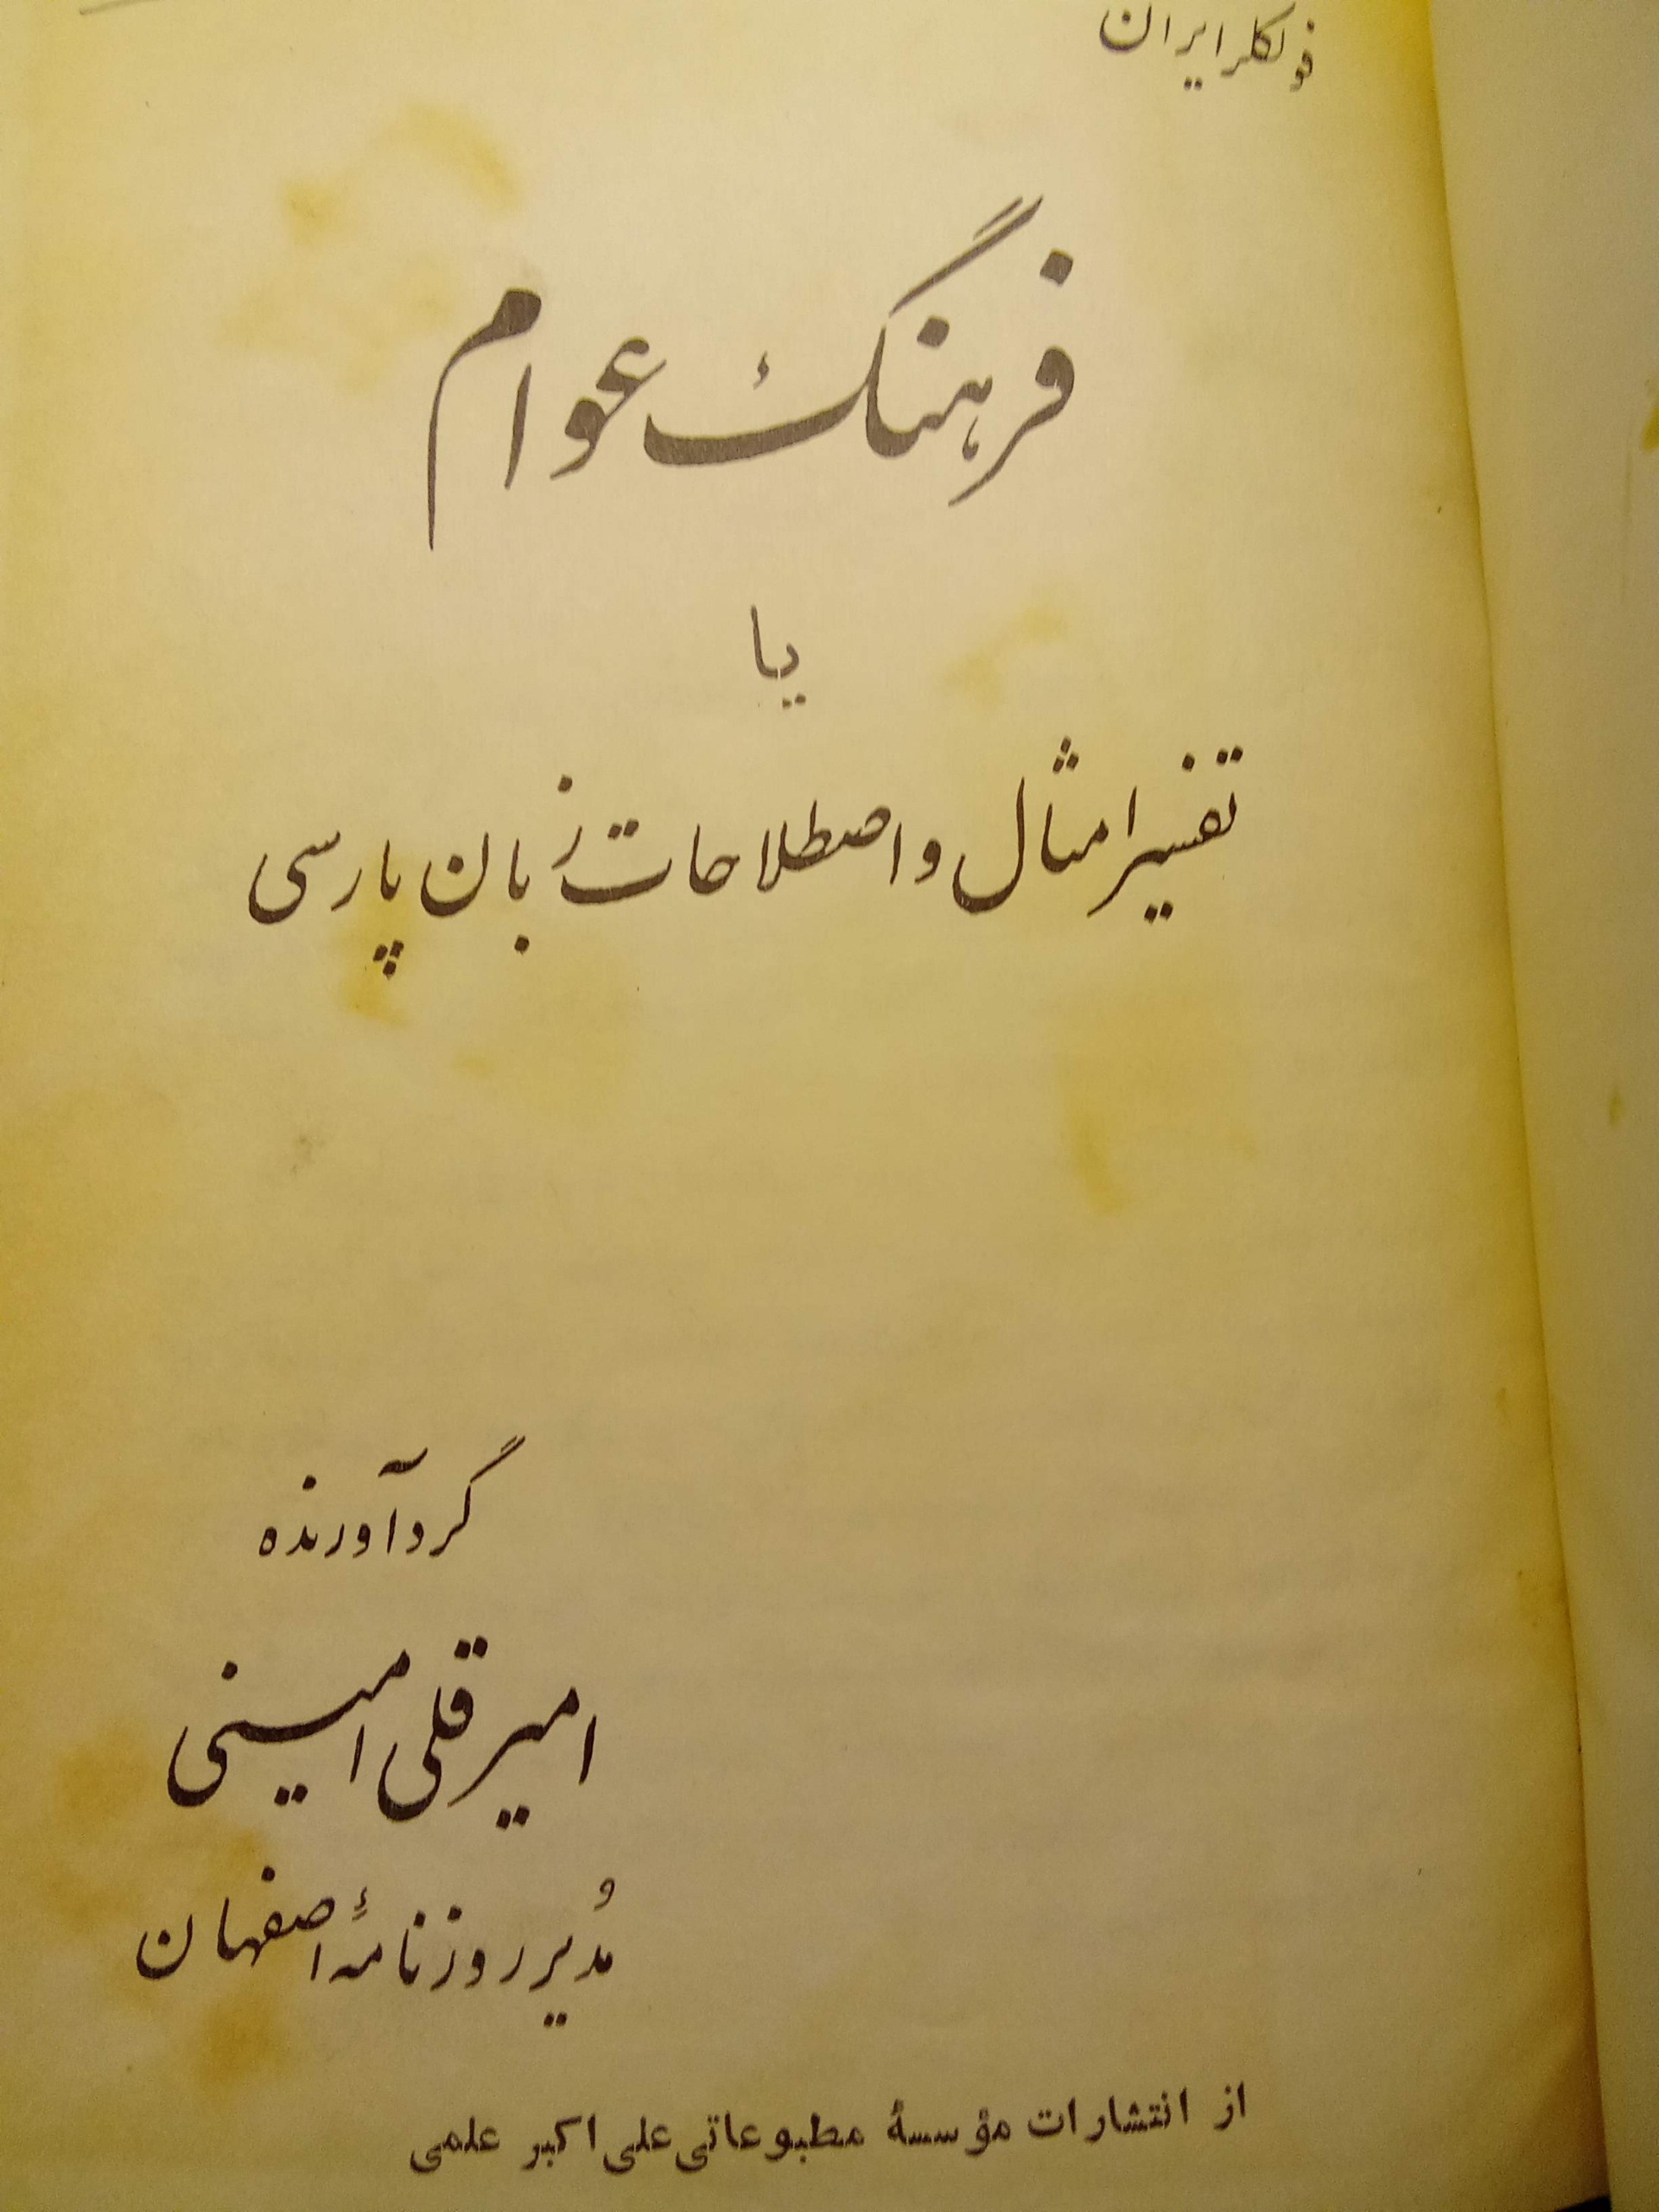 فولکلر ایران
فرهنگ عوام
یا
تفسیر امثال و اصطلاحات زبان پارسی
گردآورنده
امیرقلی امینی
مُدیر روزنامهٔ اصفهان
از انتشارات مؤسسهٔ مطبوعاتی علی اکبر علمی